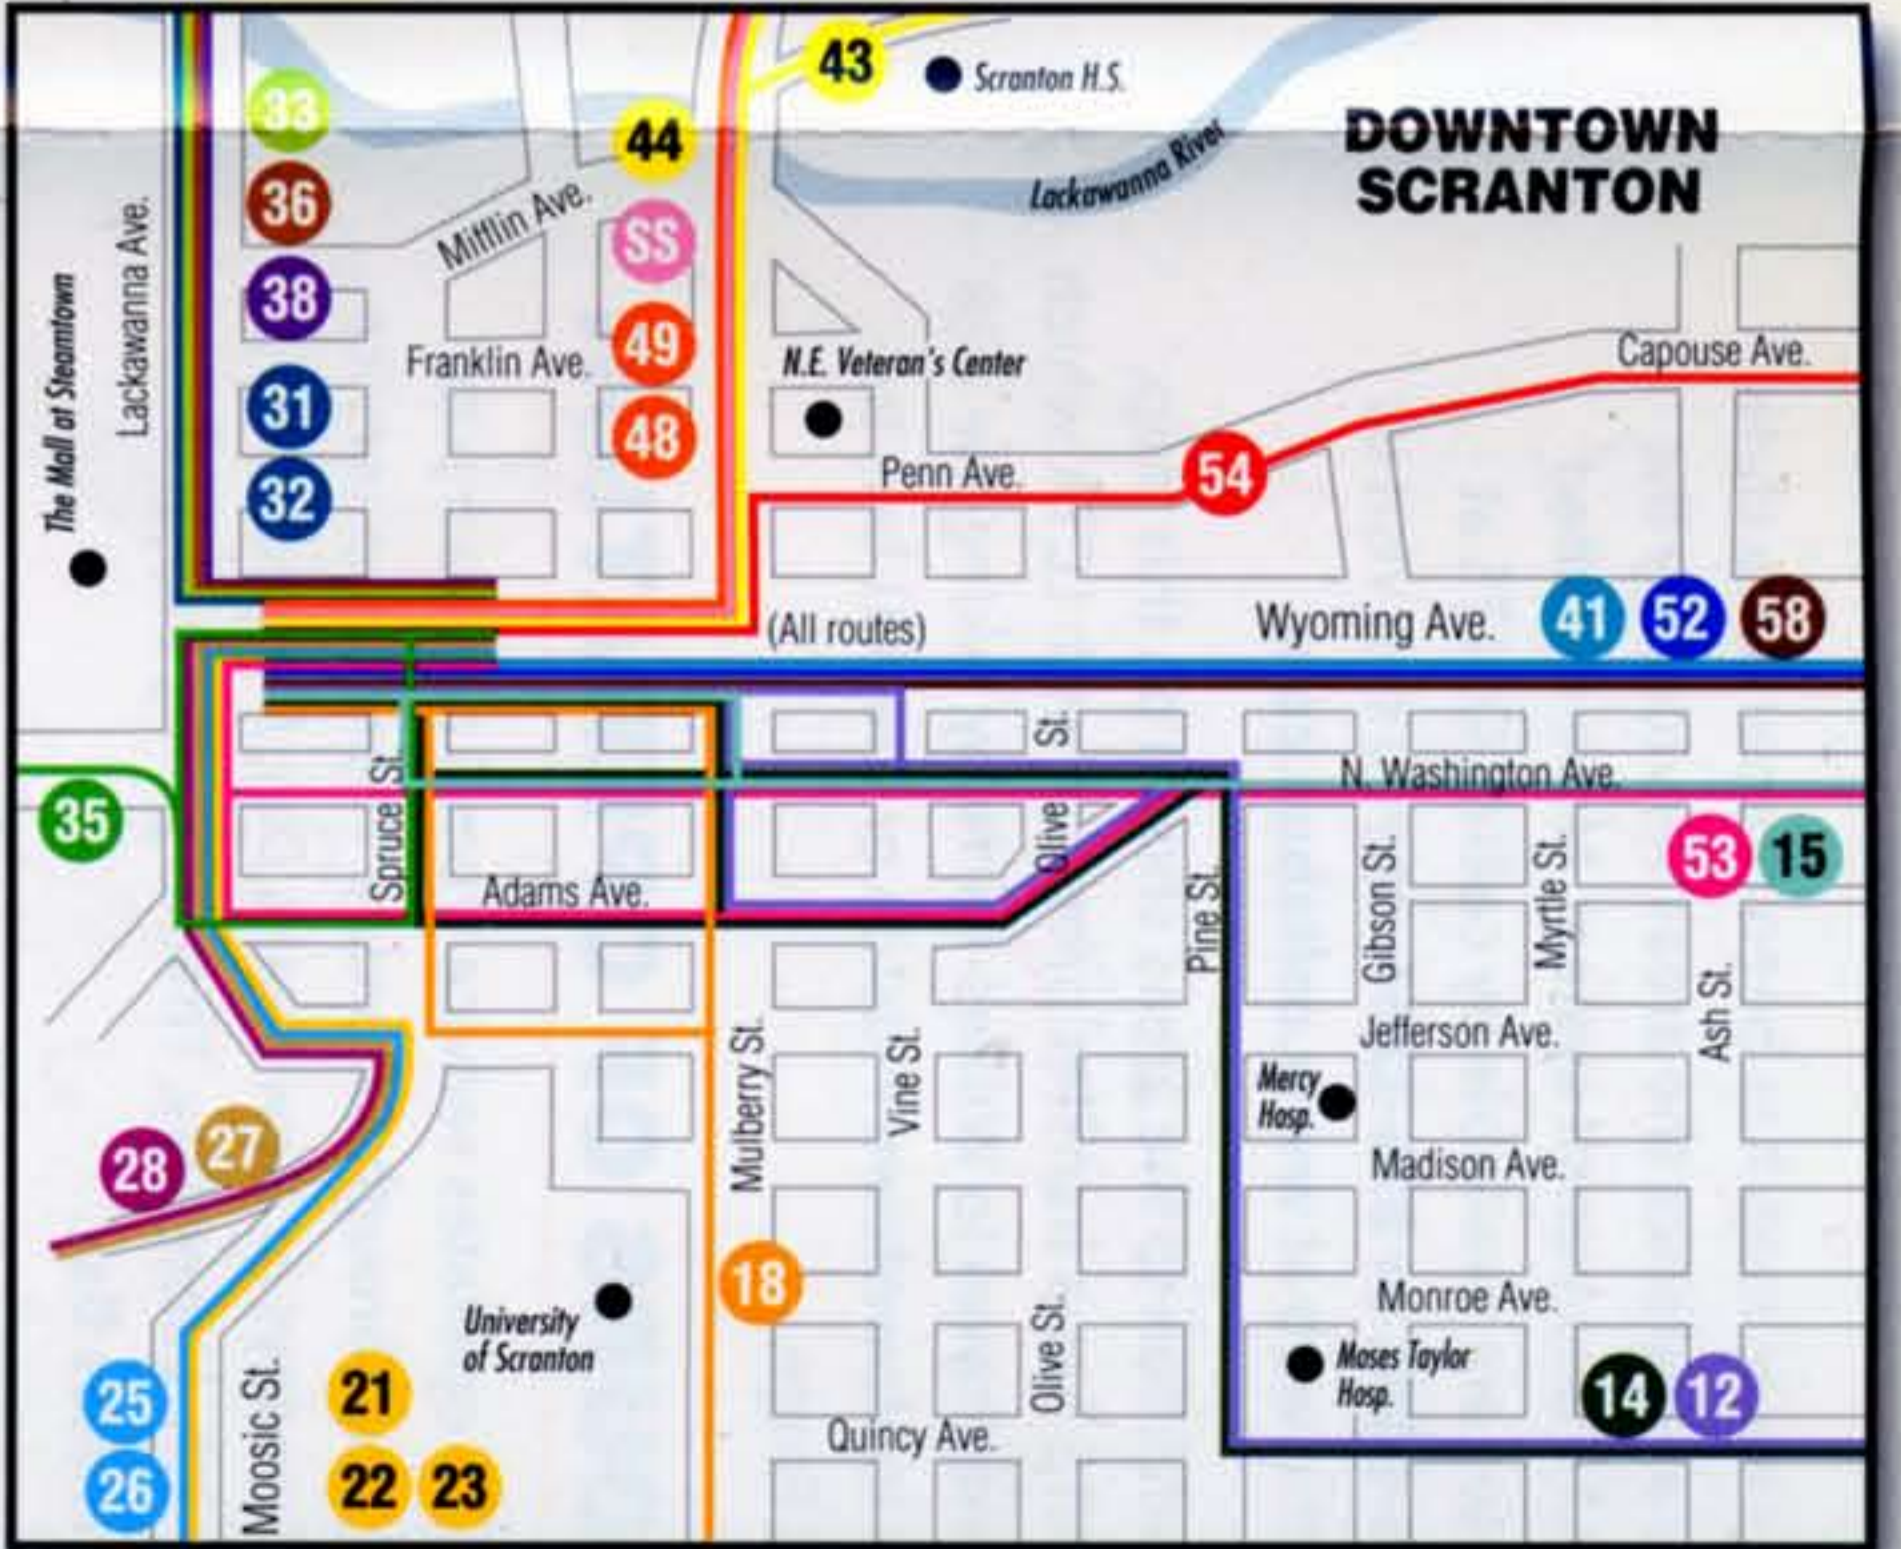 43
Scranton H.S.
33
44
DOWNTOWN
SCRANTON
Lackawanna River
36
Mifflin Ave.
SS
Lackawanna Ave.
38
49
Franklin Ave.
N.E. Veteran's Center
Capouse Ave.
The Mall at Steamtown
31
48
32
Penn Ave.
54
(All routes)
Wyoming Ave.
41
52
58
St.
N. Washington Ave.
35
Spruce St.
Olive
53
15
Adams Ave.
Pine St.
Gibson St.
Myrtle St.
Ash St.
Jefferson Ave.
Mulberry St.
Vine St.
Mercy
Hosp.
28
27
Madison Ave.
18
Monroe Ave.
University
of Scranton
Olive St.
Moses Taylor
Hosp.
25
21
14
12
Moosic St.
Quincy Ave.
26
22
23